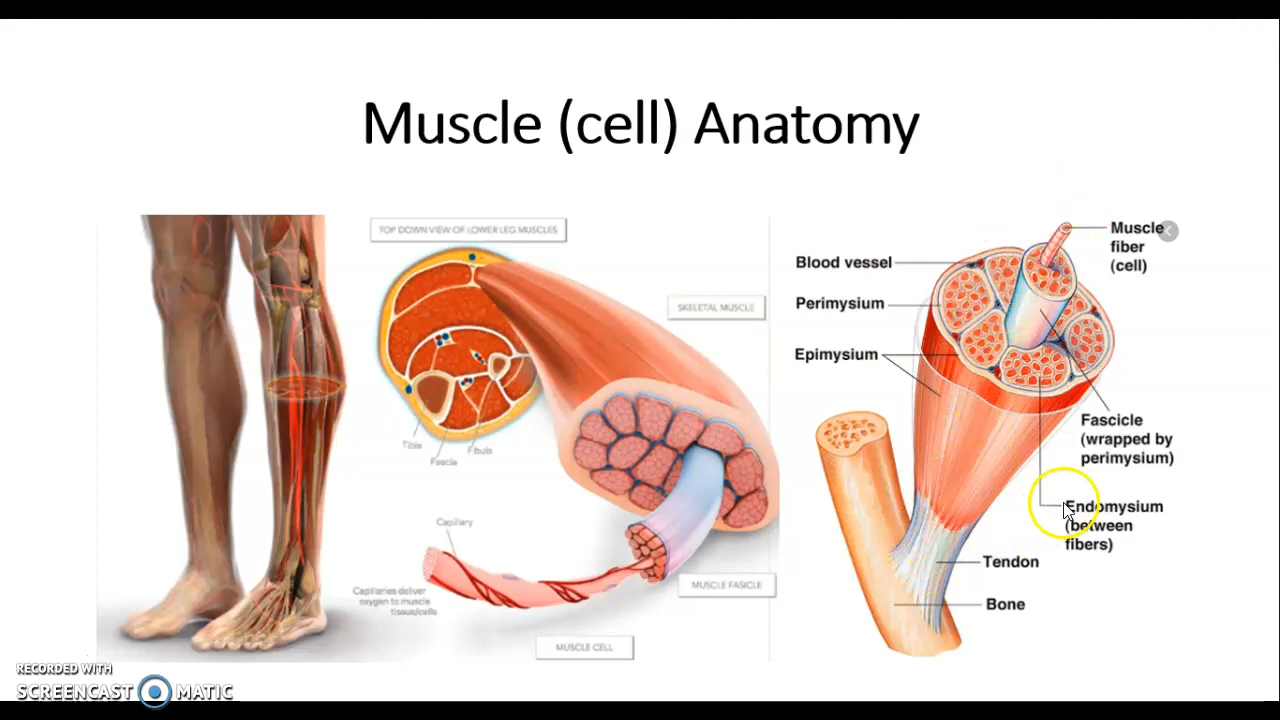 Muscle (cell) Anatomy
TOP DOWN VIEW OF LOWER LEG MUSCLES
SKELETAL MUSCLE
Tibia
Fibula
Fascia
Capillary
Capillaries deliver
oxygen to muscle
tissue/cells
MUSCLE FASICLE
MUSCLE CELL
Muscle
fiber
(cell)
Blood vessel
Perimysium
Epimysium
Fascicle
(wrapped by
perimysium)
Endomysium
(between
fibers)
Tendon
Bone
RECORDED WITH
SCREENCAST MATIC